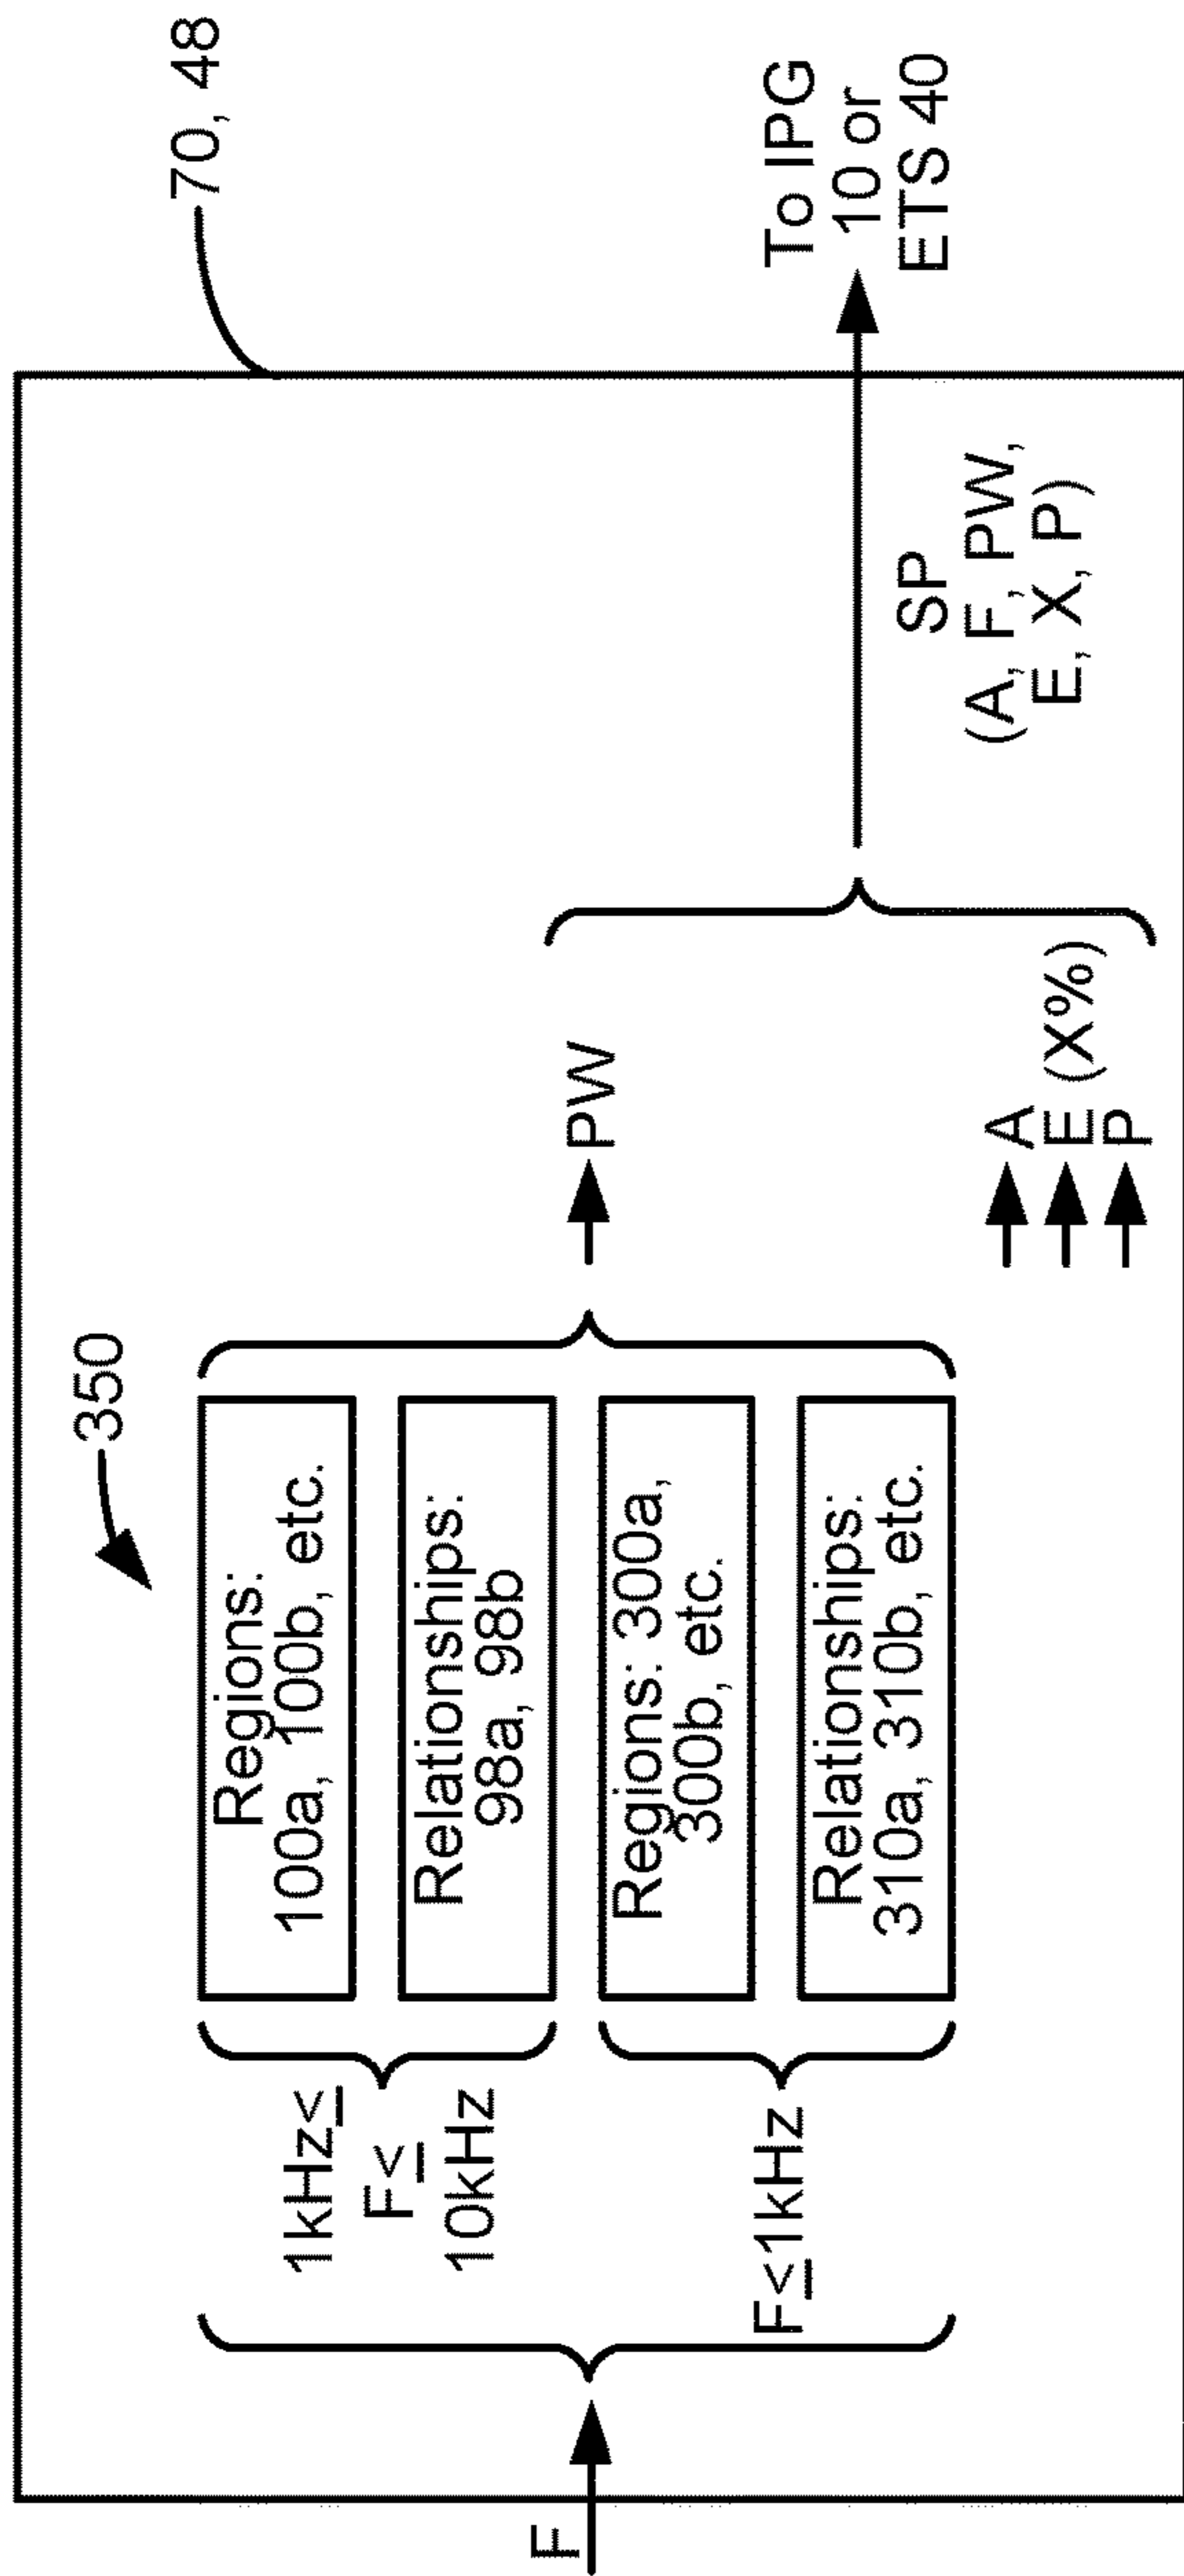 70, 48
350
F
1kHz≤
F≤
10kHz
F≤1kHz
Regions:
100a, 100b, etc.
Relationships:
98a, 98b
Regions: 300a,
300b, etc.
Relationships:
310a, 310b, etc.
PW
A
E (X%)
P
SP
(A, F, PW,
E, X, P)
To IPG
10 or
ETS 40